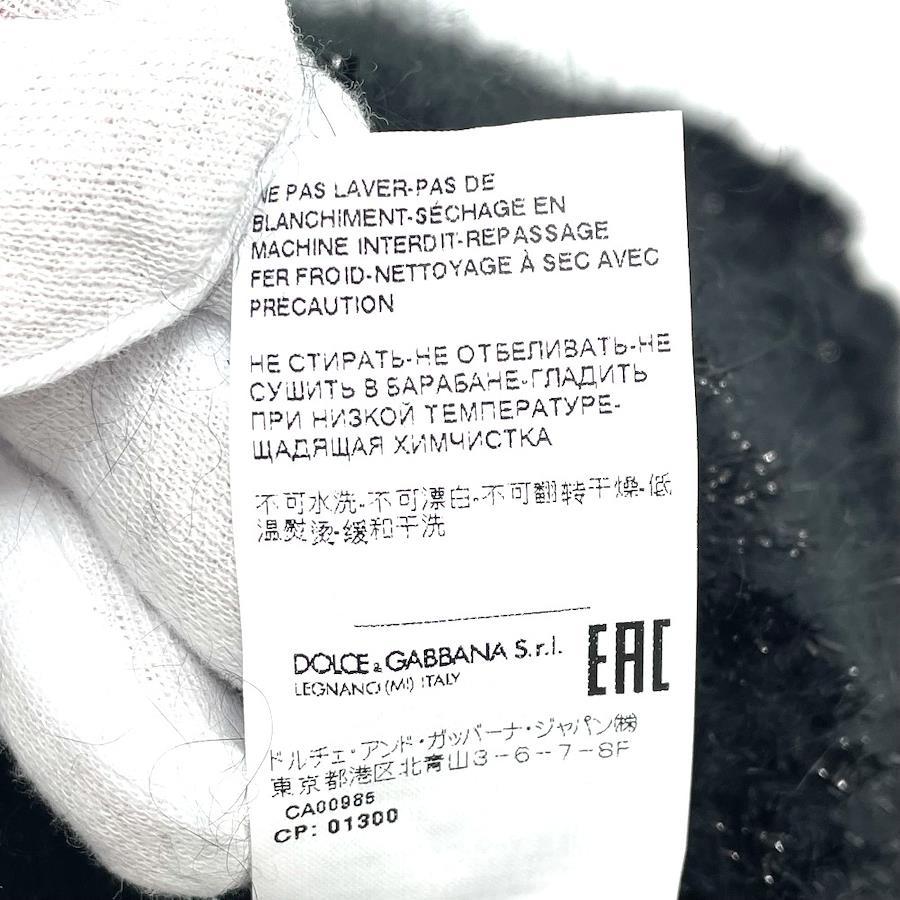 NE PAS LAVER-PAS DE
BLANCHIMENT-SÉCHAGE EN
MACHINE INTERDIT-REPASSAGE
FER FROID-NETTOYAGE À SEC AVEC
PRÉCAUTION
НЕ СТИРАТЬ-НЕ ОТБЕЛИВАТЬ-НЕ
СУШИТЬ В БАРАБАНЕ-ГЛАДИТЬ
ПРИ НИЗКОЙ ТЕМПЕРАТУРЕ-
ЩАДЯЩАЯ ХИМЧИСТКА
不可水洗-不可漂白-不可翻转干燥-低
温熨烫-缓和干洗
DOLCE & GABBANA S.r.l.
LEGNANO (MI) ITALY
EAC
ドルチェ・アンド・ガッバーナ・ジャパン㈱
東京都港区北青山3-6-7-8F
CA00985
CP: 01300